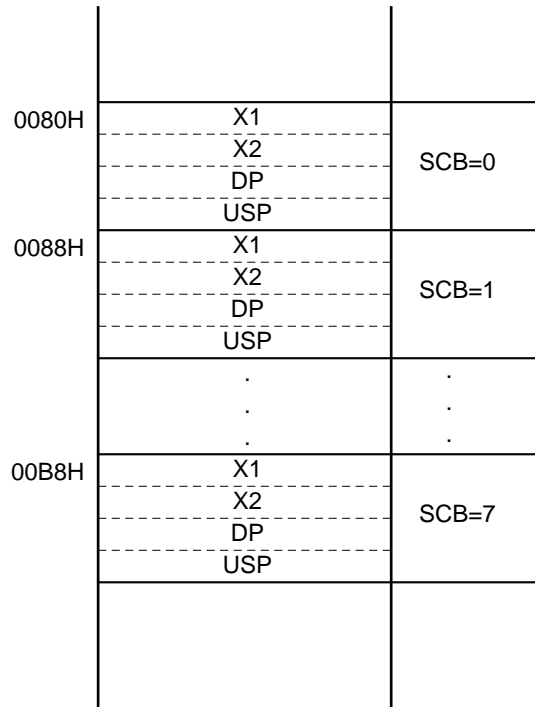 0080H X1
X2
SCB=0
DP
USP
0088H X1
X2
SCB=1
DP
USP
. .
. .
. .
00B8H X1
X2
SCB=7
DP
USP